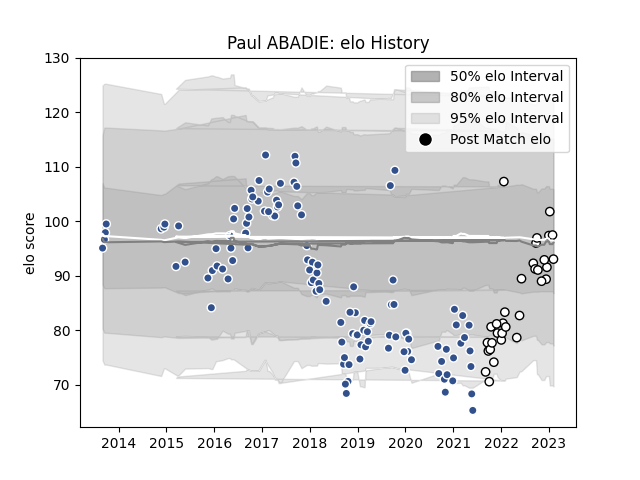 Paul ABADIE: elo History
130
120
110
100
90
80
70
elo score
50% elo Interval
80% elo Interval
95% elo Interval
Post Match elo
2014 2015 2016 2017 2018 2019 2020 2021 2022 2023